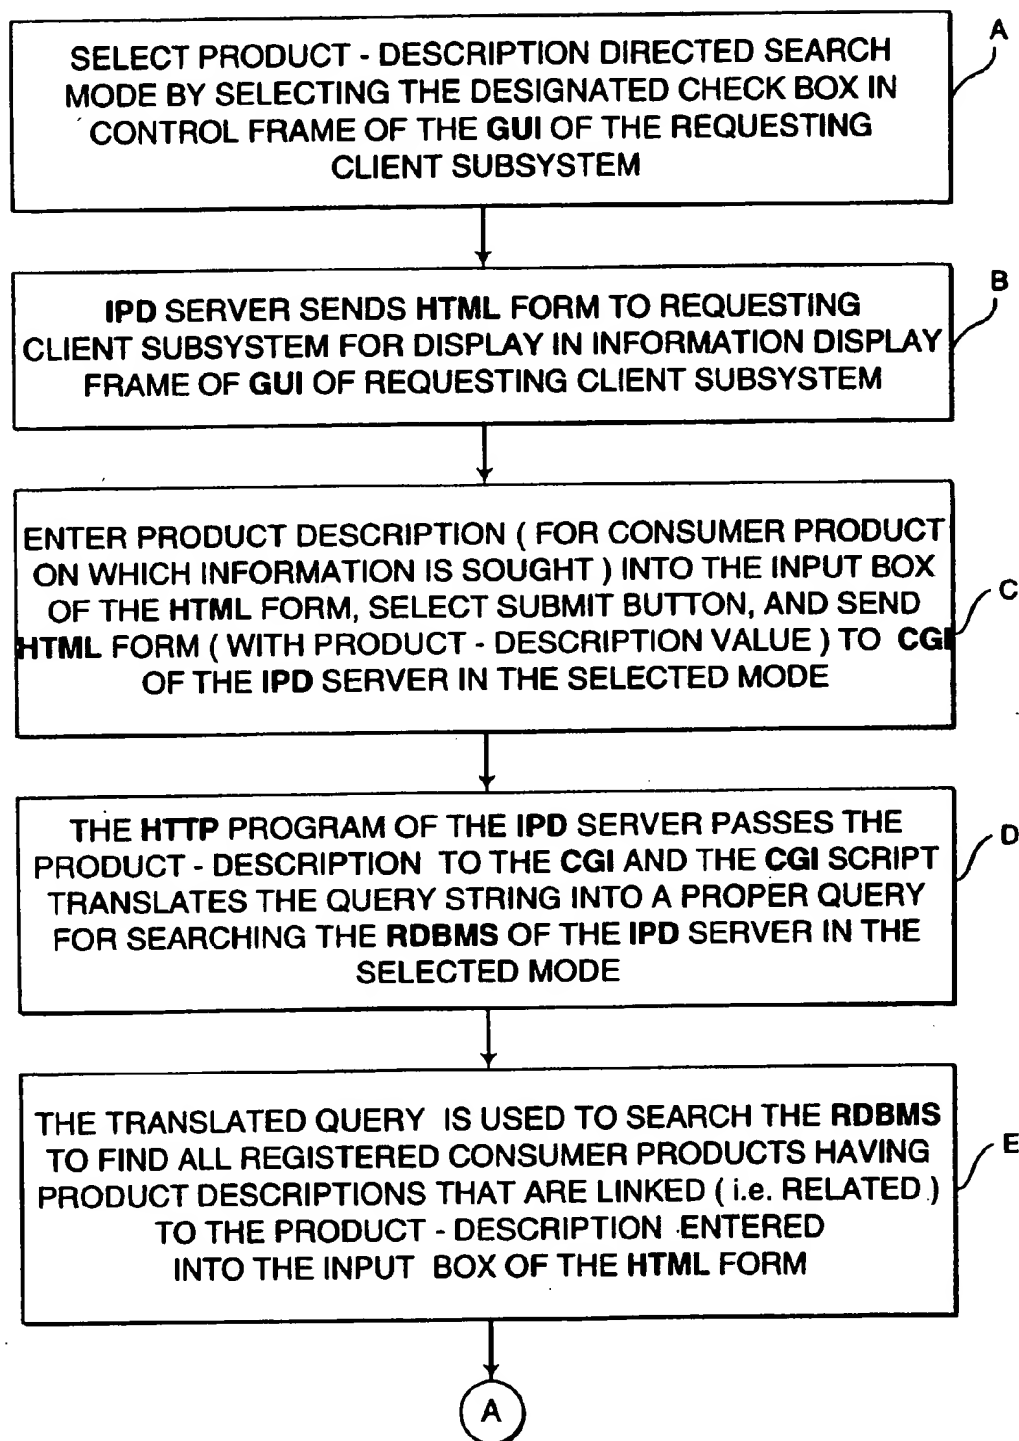 SELECT PRODUCT - DESCRIPTION DIRECTED SEARCH
MODE BY SELECTING THE DESIGNATED CHECK BOX IN
CONTROL FRAME OF THE GUI OF THE REQUESTING
CLIENT SUBSYSTEM
A
IPD SERVER SENDS HTML FORM TO REQUESTING
CLIENT SUBSYSTEM FOR DISPLAY IN INFORMATION DISPLAY
FRAME OF GUI OF REQUESTING CLIENT SUBSYSTEM
B
ENTER PRODUCT DESCRIPTION ( FOR CONSUMER PRODUCT
ON WHICH INFORMATION IS SOUGHT ) INTO THE INPUT BOX
OF THE HTML FORM, SELECT SUBMIT BUTTON, AND SEND
HTML FORM ( WITH PRODUCT - DESCRIPTION VALUE ) TO CGI
OF THE IPD SERVER IN THE SELECTED MODE
C
THE HTTP PROGRAM OF THE IPD SERVER PASSES THE
PRODUCT - DESCRIPTION TO THE CGI AND THE CGI SCRIPT
TRANSLATES THE QUERY STRING INTO A PROPER QUERY
FOR SEARCHING THE RDBMS OF THE IPD SERVER IN THE
SELECTED MODE
D
THE TRANSLATED QUERY IS USED TO SEARCH THE RDBMS
TO FIND ALL REGISTERED CONSUMER PRODUCTS HAVING
PRODUCT DESCRIPTIONS THAT ARE LINKED ( i.e. RELATED )
TO THE PRODUCT - DESCRIPTION ENTERED
INTO THE INPUT BOX OF THE HTML FORM
E
A